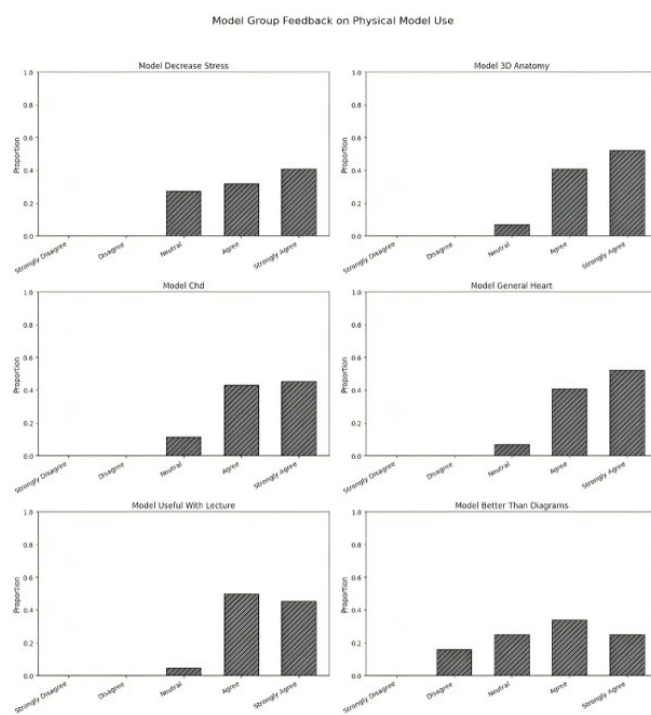 Model Group Feedback on Physical Model Use
Model Decrease Stress
Proportion
1.0
0.8
0.6
0.4
0.2
0.0
Strongly Disagree
Disagree
Neutral
Agree
Strongly Agree
Model 3D Anatomy
Proportion
1.0
0.8
0.6
0.4
0.2
0.0
Strongly Disagree
Disagree
Neutral
Agree
Strongly Agree
Model Chd
Proportion
1.0
0.8
0.6
0.4
0.2
0.0
Strongly Disagree
Disagree
Neutral
Agree
Strongly Agree
Model General Heart
Proportion
1.0
0.8
0.6
0.4
0.2
0.0
Strongly Disagree
Disagree
Neutral
Agree
Strongly Agree
Model Useful With Lecture
Proportion
1.0
0.8
0.6
0.4
0.2
0.0
Strongly Disagree
Disagree
Neutral
Agree
Strongly Agree
Model Better Than Diagrams
Proportion
1.0
0.8
0.6
0.4
0.2
0.0
Strongly Disagree
Disagree
Neutral
Agree
Strongly Agree